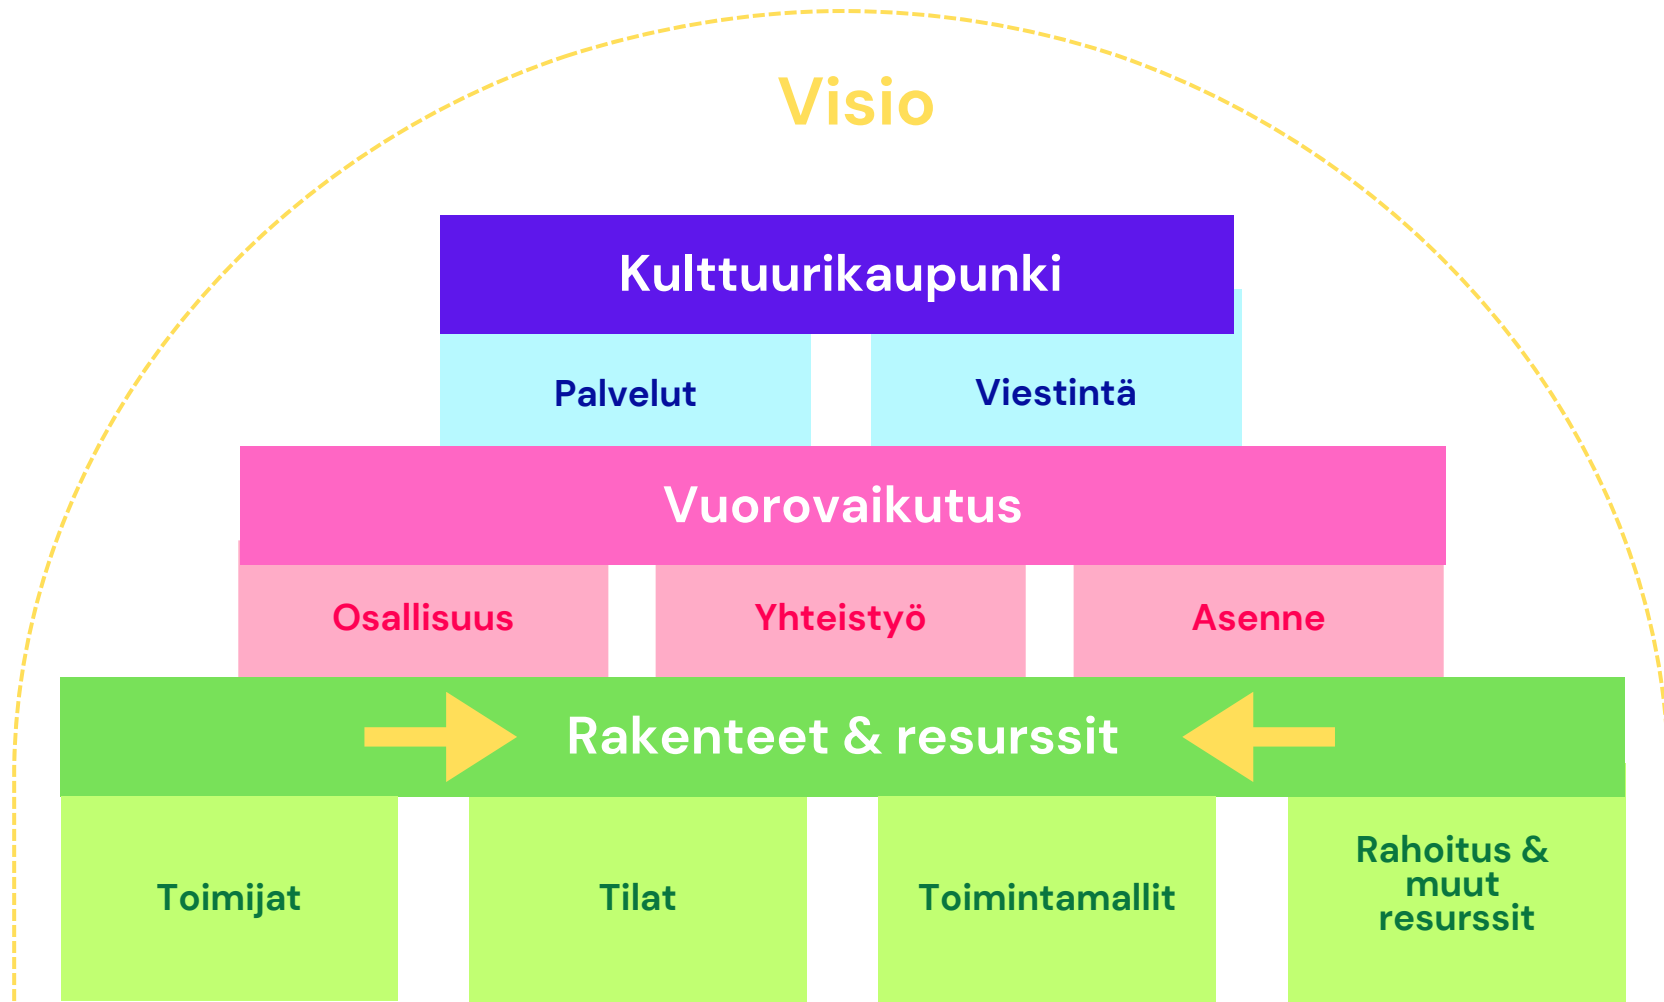 Visio
Kulttuurikaupunki
Palvelut
Viestintä
Vuorovaikutus
Osallisuus
Yhteistyö
Asenne
Rakenteet & resurssit
Toimijat
Tilat
Toimintamallit
Rahoitus &
muut
resurssit